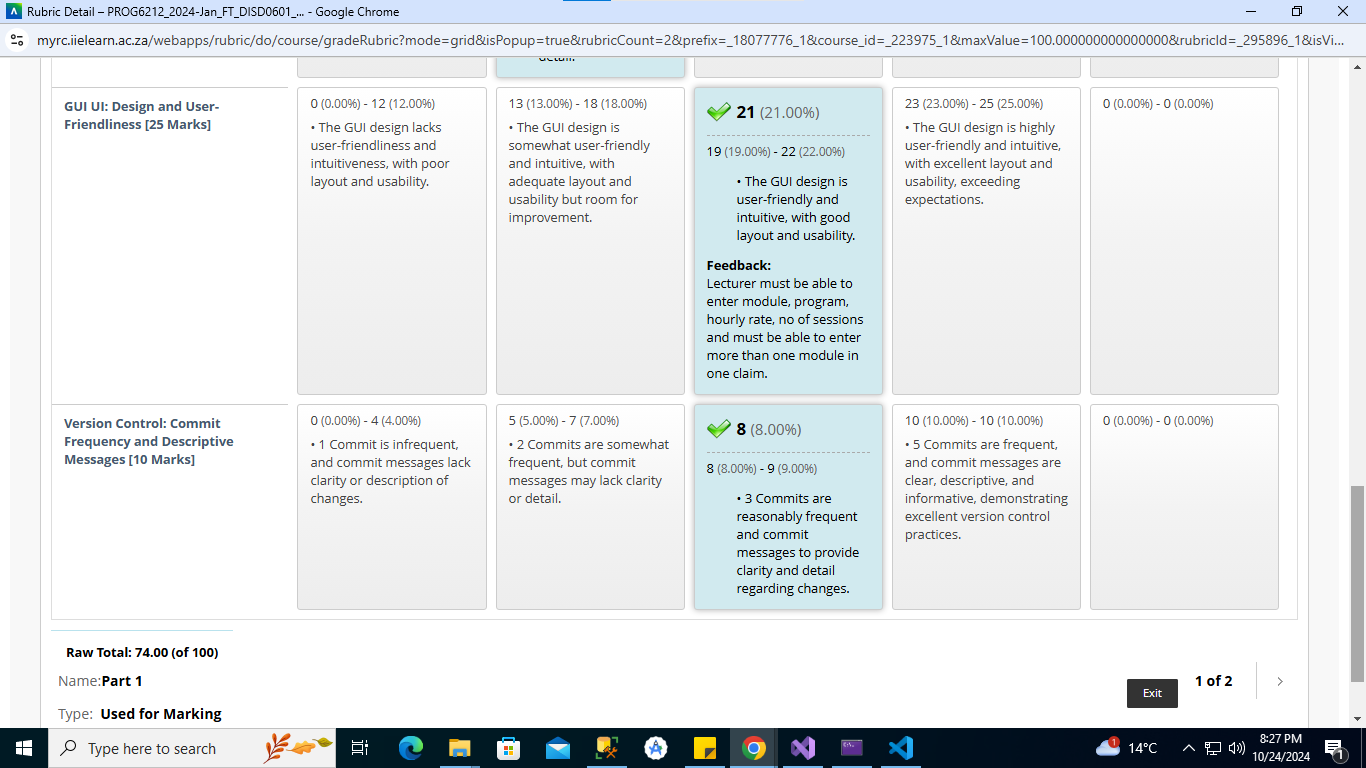 Rubric Detail – PROG6212_2024-Jan_FT_DISD0601_... - Google Chrome
myrc.iielearn.ac.za/webapps/rubric/do/course/gradeRubric?mode=grid&isPopup=true&rubricCount=2&prefix=_18077776_1&course_id=_223975_1&maxValue=100.000000000000000&rubricId=_295896_1&isVi...
detail.
GUI UI: Design and User-
Friendliness [25 Marks]
0 (0.00%) - 12 (12.00%)
• The GUI design lacks
user-friendliness and
intuitiveness, with poor
layout and usability.
13 (13.00%) - 18 (18.00%)
• The GUI design is
somewhat user-friendly
and intuitive, with
adequate layout and
usability but room for
improvement.
21 (21.00%)
19 (19.00%) - 22 (22.00%)
• The GUI design is
user-friendly and
intuitive, with good
layout and usability.
Feedback:
Lecturer must be able to
enter module, program,
hourly rate, no of sessions
and must be able to enter
more than one module in
one claim.
23 (23.00%) - 25 (25.00%)
• The GUI design is highly
user-friendly and intuitive,
with excellent layout and
usability, exceeding
expectations.
0 (0.00%) - 0 (0.00%)
Version Control: Commit
Frequency and Descriptive
Messages [10 Marks]
0 (0.00%) - 4 (4.00%)
• 1 Commit is infrequent,
and commit messages lack
clarity or description of
changes.
5 (5.00%) - 7 (7.00%)
• 2 Commits are somewhat
frequent, but commit
messages may lack clarity
or detail.
8 (8.00%)
8 (8.00%) - 9 (9.00%)
• 3 Commits are
reasonably frequent
and commit
messages to provide
clarity and detail
regarding changes.
10 (10.00%) - 10 (10.00%)
• 5 Commits are frequent,
and commit messages are
clear, descriptive, and
informative, demonstrating
excellent version control
practices.
0 (0.00%) - 0 (0.00%)
Raw Total: 74.00 (of 100)
Name:Part 1
Exit
1 of 2
Type: Used for Marking
Type here to search
1
14°C
8:27 PM
10/24/2024
1